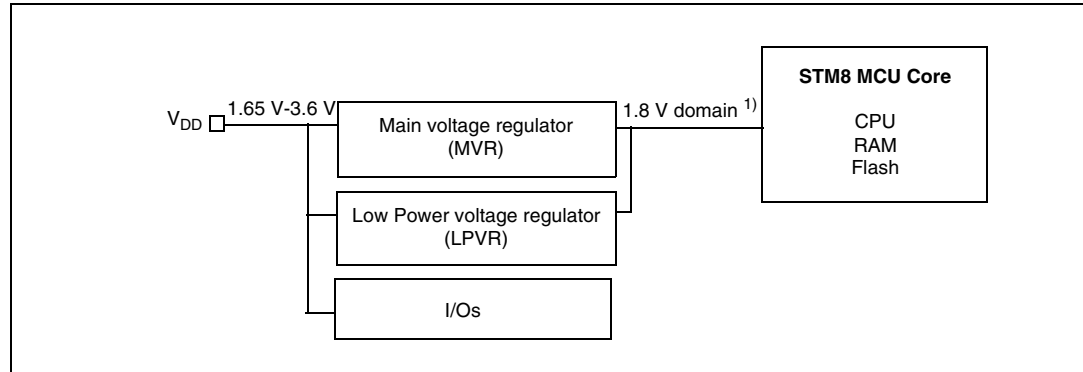 V_DD
1.65 V-3.6 V
Main voltage regulator
(MVR)
1.8 V domain 1)
STM8 MCU Core
CPU
RAM
Flash
Low Power voltage regulator
(LPVR)
I/Os